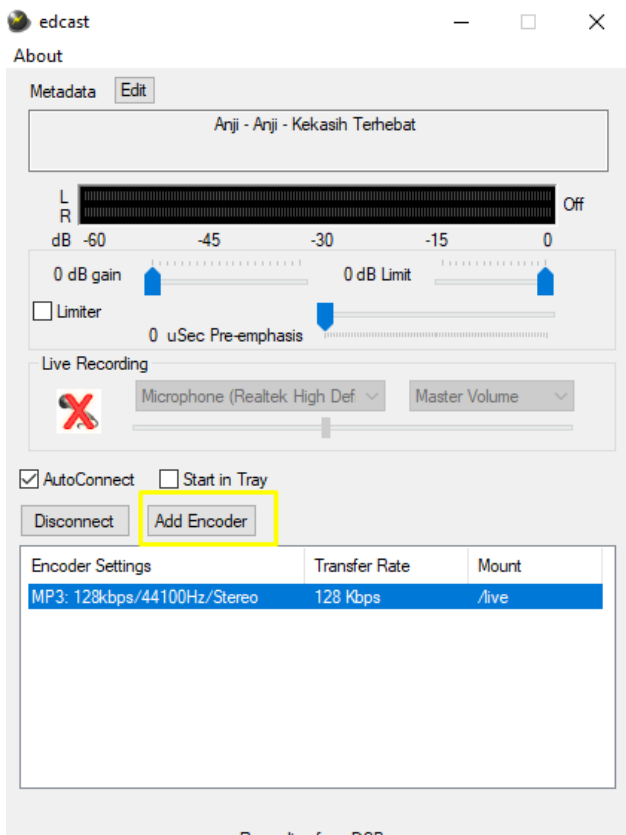 edcast
About
Metadata Edit
Anji - Anji - Kekasih Terhebat
L
R
Off
dB -60 -45 -30 -15 0
0 dB gain 0 dB Limit
Limiter
0 uSec Pre-emphasis
Live Recording
Microphone (Realtek High Defi Master Volume
AutoConnect Start in Tray
Disconnect Add Encoder
Encoder Settings Transfer Rate Mount
MP3: 128kbps/44100Hz/Stereo 128 Kbps /live